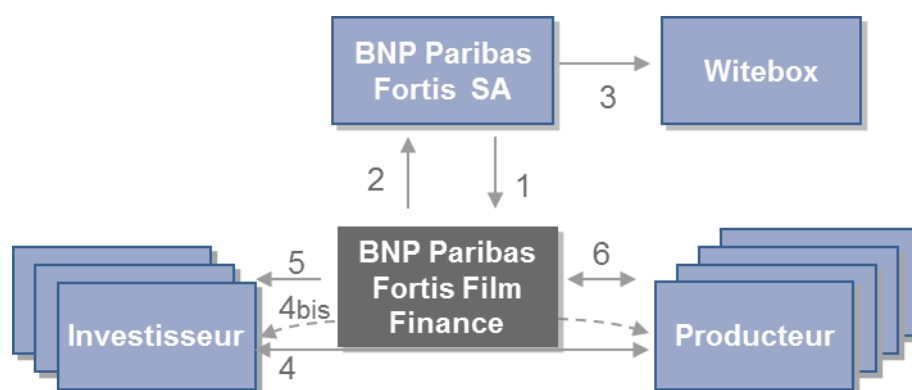 BNP Paribas
Fortis SA
Witebox
3
2
1
BNP Paribas
Fortis Film
Finance
5
6
4bis
Investisseur
Producteur
4